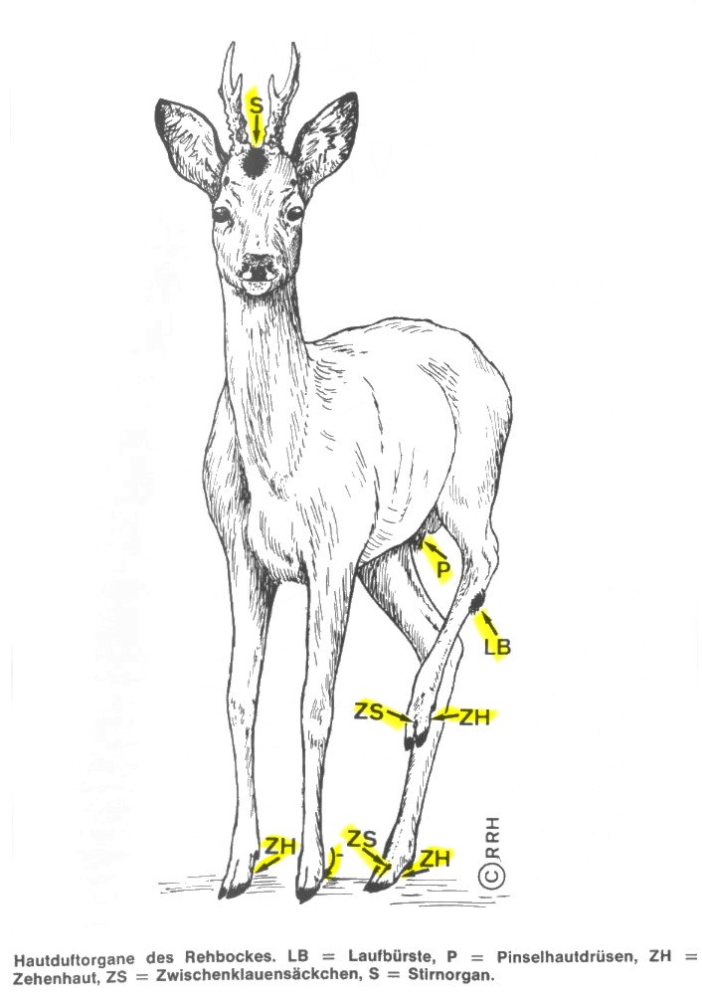 S
P
LB
ZS
ZH
ZH
ZS
ZH
© RRH
Hautduftorgane des Rehbockes. LB = Laufbürste, P = Pinselhautdrüsen, ZH =
Zehenhaut, ZS = Zwischenklauensäckchen, S = Stirnorgan.